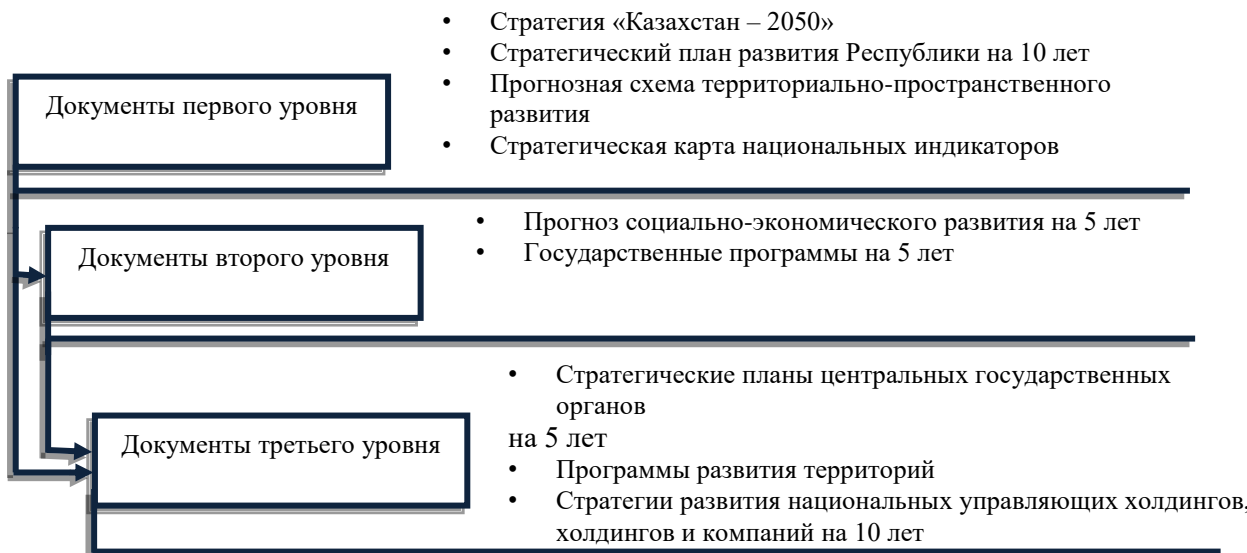 • Стратегия «Казахстан – 2050»
• Стратегический план развития Республики на 10 лет
• Прогнозная схема территориально-пространственного
развития
• Стратегическая карта национальных индикаторов
Документы первого уровня
• Прогноз социально-экономического развития на 5 лет
• Государственные программы на 5 лет
Документы второго уровня
• Стратегические планы центральных государственных
органов
на 5 лет
• Программы развития территорий
• Стратегии развития национальных управляющих холдингов,
холдингов и компаний на 10 лет
Документы третьего уровня